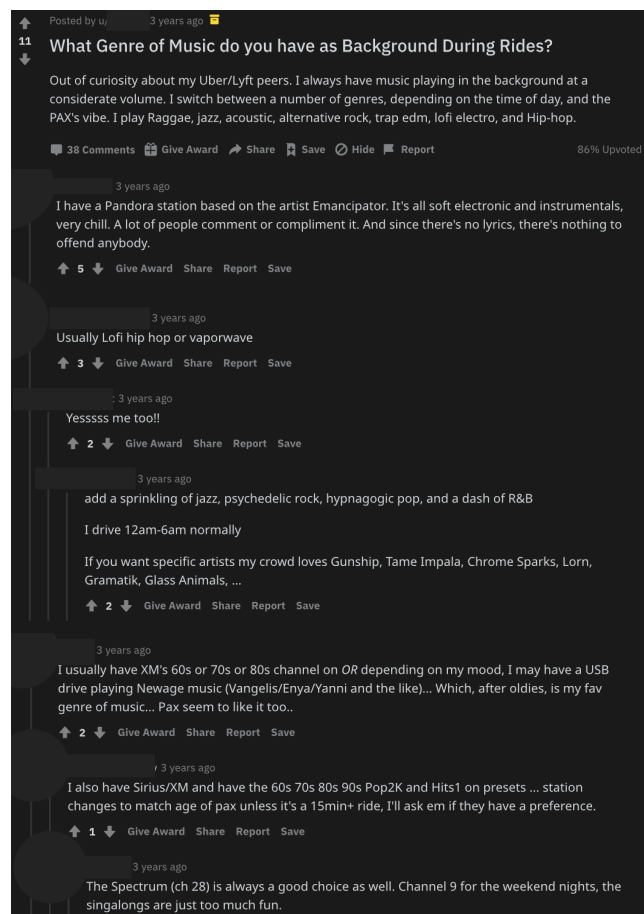 Posted by u/ 3 years ago
11
What Genre of Music do you have as Background During Rides?
Out of curiosity about my Uber/Lyft peers. I always have music playing in the background at a
considerate volume. I switch between a number of genres, depending on the time of day, and the
PAX's vibe. I play Raggae, jazz, acoustic, alternative rock, trap edm, lofi electro, and Hip-hop.
38 Comments Give Award Share Save Hide Report 86% Upvoted
3 years ago
I have a Pandora station based on the artist Emancipator. It's all soft electronic and instrumentals,
very chill. A lot of people comment or compliment it. And since there's no lyrics, there's nothing to
offend anybody.
5 Give Award Share Report Save
3 years ago
Usually Lofi hip hop or vaporwave
3 Give Award Share Report Save
3 years ago
Yesssss me too!!
2 Give Award Share Report Save
3 years ago
add a sprinkling of jazz, psychedelic rock, hypnagogic pop, and a dash of R&B
I drive 12am-6am normally
If you want specific artists my crowd loves Gunship, Tame Impala, Chrome Sparks, Lorn,
Gramatik, Glass Animals, ...
2 Give Award Share Report Save
3 years ago
I usually have XM's 60s or 70s or 80s channel on OR depending on my mood, I may have a USB
drive playing Newage music (Vangelis/Enya/Yanni and the like)... Which, after oldies, is my fav
genre of music... Pax seem to like it too..
2 Give Award Share Report Save
3 years ago
I also have Sirius/XM and have the 60s 70s 80s 90s Pop2K and Hits1 on presets ... station
changes to match age of pax unless it's a 15min+ ride, I'll ask em if they have a preference.
1 Give Award Share Report Save
3 years ago
The Spectrum (ch 28) is always a good choice as well. Channel 9 for the weekend nights, the
singalongs are just too much fun.